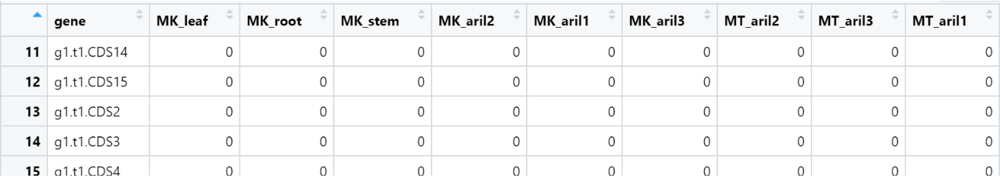 gene MK_leaf MK_root MK_stem MK_aril2 MK_aril1 MK_aril3 MT_aril2 MT_aril3 MT_aril1
11 g1.t1.CDS14 0 0 0 0 0 0 0 0 0
12 g1.t1.CDS15 0 0 0 0 0 0 0 0 0
13 g1.t1.CDS2 0 0 0 0 0 0 0 0 0
14 g1.t1.CDS3 0 0 0 0 0 0 0 0 0
15 g1.t1.CDS4 0 0 0 0 0 0 0 0 0